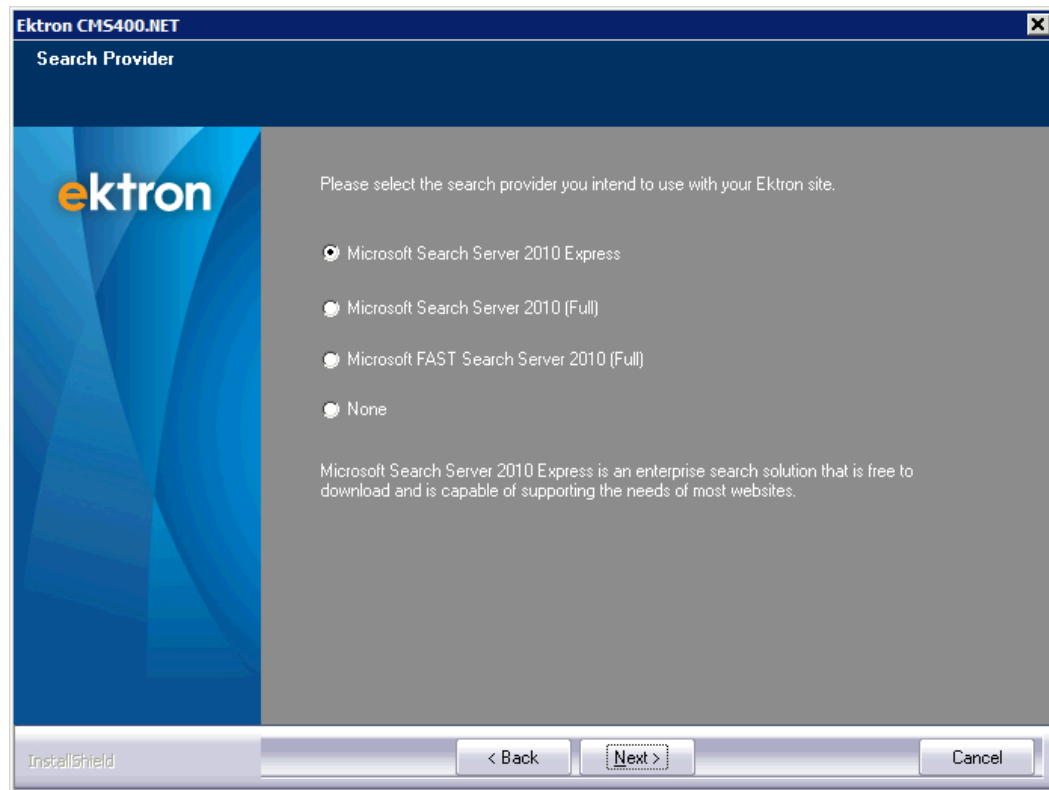 Ektron CMS400.NET
Search Provider
ektron
Please select the search provider you intend to use with your Ektron site.
Microsoft Search Server 2010 Express
Microsoft Search Server 2010 (Full)
Microsoft FAST Search Server 2010 (Full)
None
Microsoft Search Server 2010 Express is an enterprise search solution that is free to
download and is capable of supporting the needs of most websites.
InstallShield
< Back
Next >
Cancel